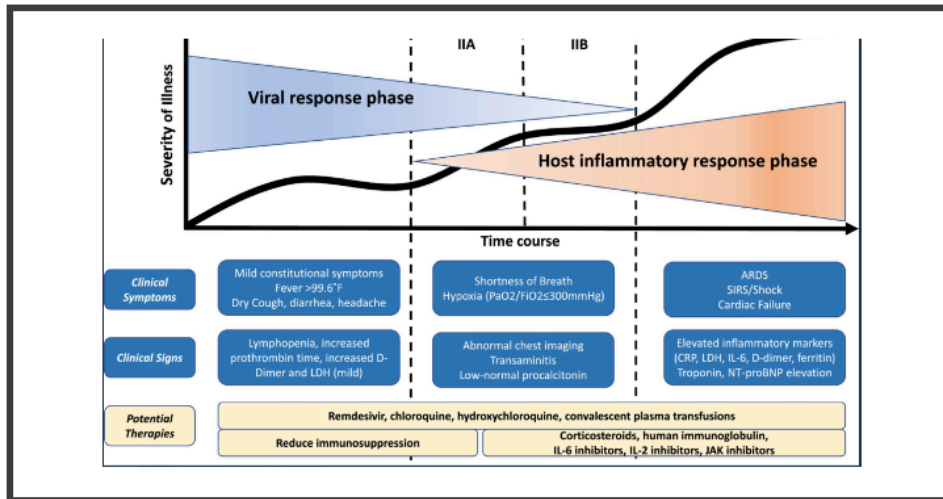 IIA
IIB
Severity of Illness
Viral response phase
Host inflammatory response phase
Time course
Clinical
Symptoms
Mild constitutional symptoms
Fever >99.6°F
Dry Cough, diarrhea, headache
Shortness of Breath
Hypoxia (PaO2/FiO2≤300mmHg)
ARDS
SIRS/Shock
Cardiac Failure
Clinical Signs
Lymphopenia, increased
prothrombin time, increased D-
Dimer and LDH (mild)
Abnormal chest imaging
Transaminitis
Low-normal procalcitonin
Elevated inflammatory markers
(CRP, LDH, IL-6, D-dimer, ferritin)
Troponin, NT-proBNP elevation
Potential
Therapies
Remdesivir, chloroquine, hydroxychloroquine, convalescent plasma transfusions
Reduce immunosuppression
Corticosteroids, human immunoglobulin,
IL-6 inhibitors, IL-2 inhibitors, JAK inhibitors